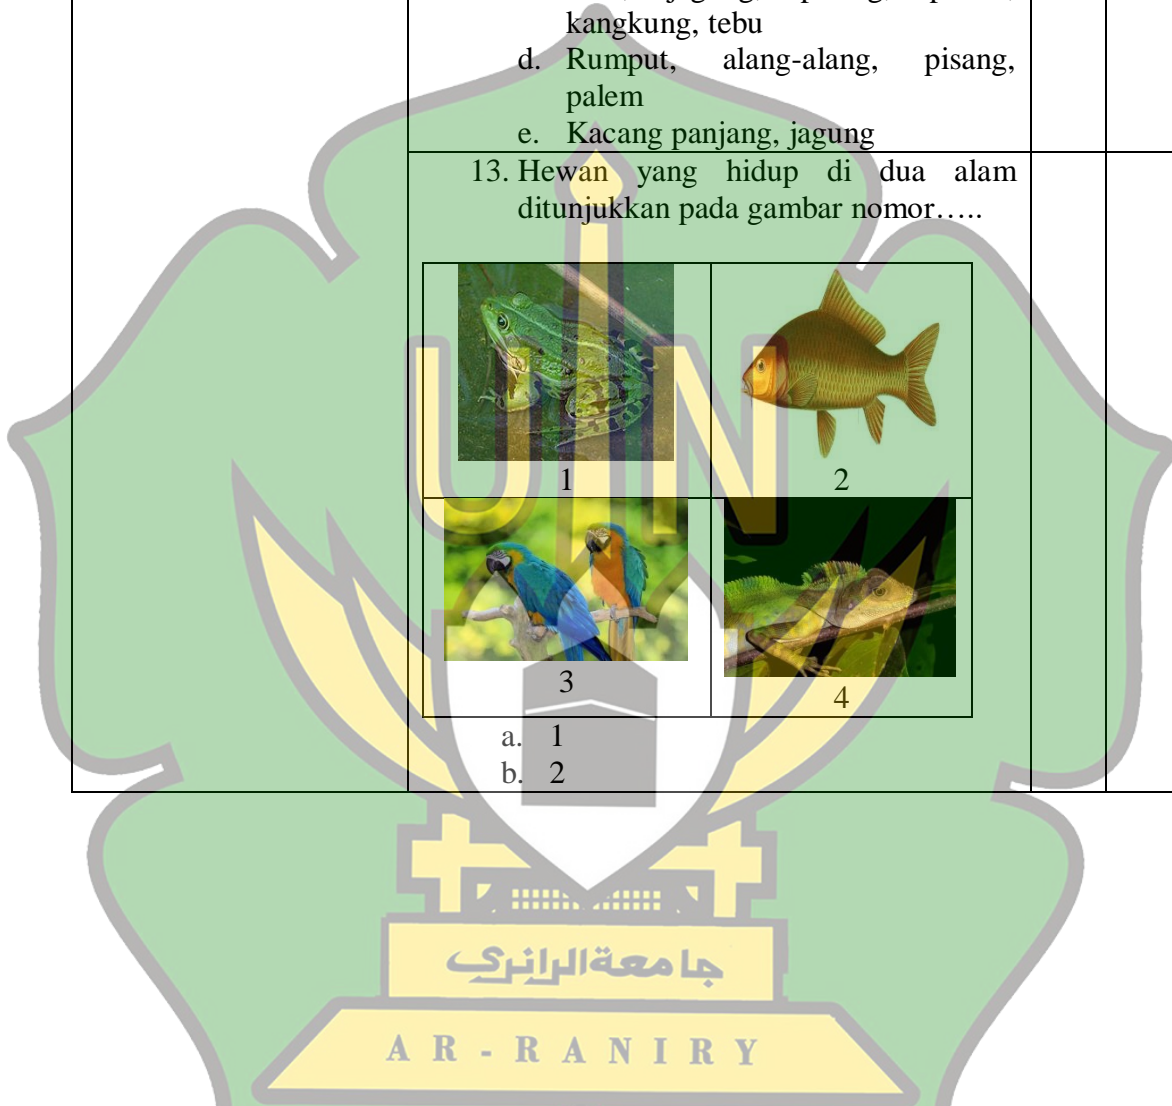 kangkung, tebu
d. Rumput, alang-alang, pisang,
palem
e. Kacang panjang, jagung
13. Hewan yang hidup di dua alam
ditunjukkan pada gambar nomor…..
UIN
1 2
3
4
a. 1
b. 2
جامعةالرانري
AR-RANIRY